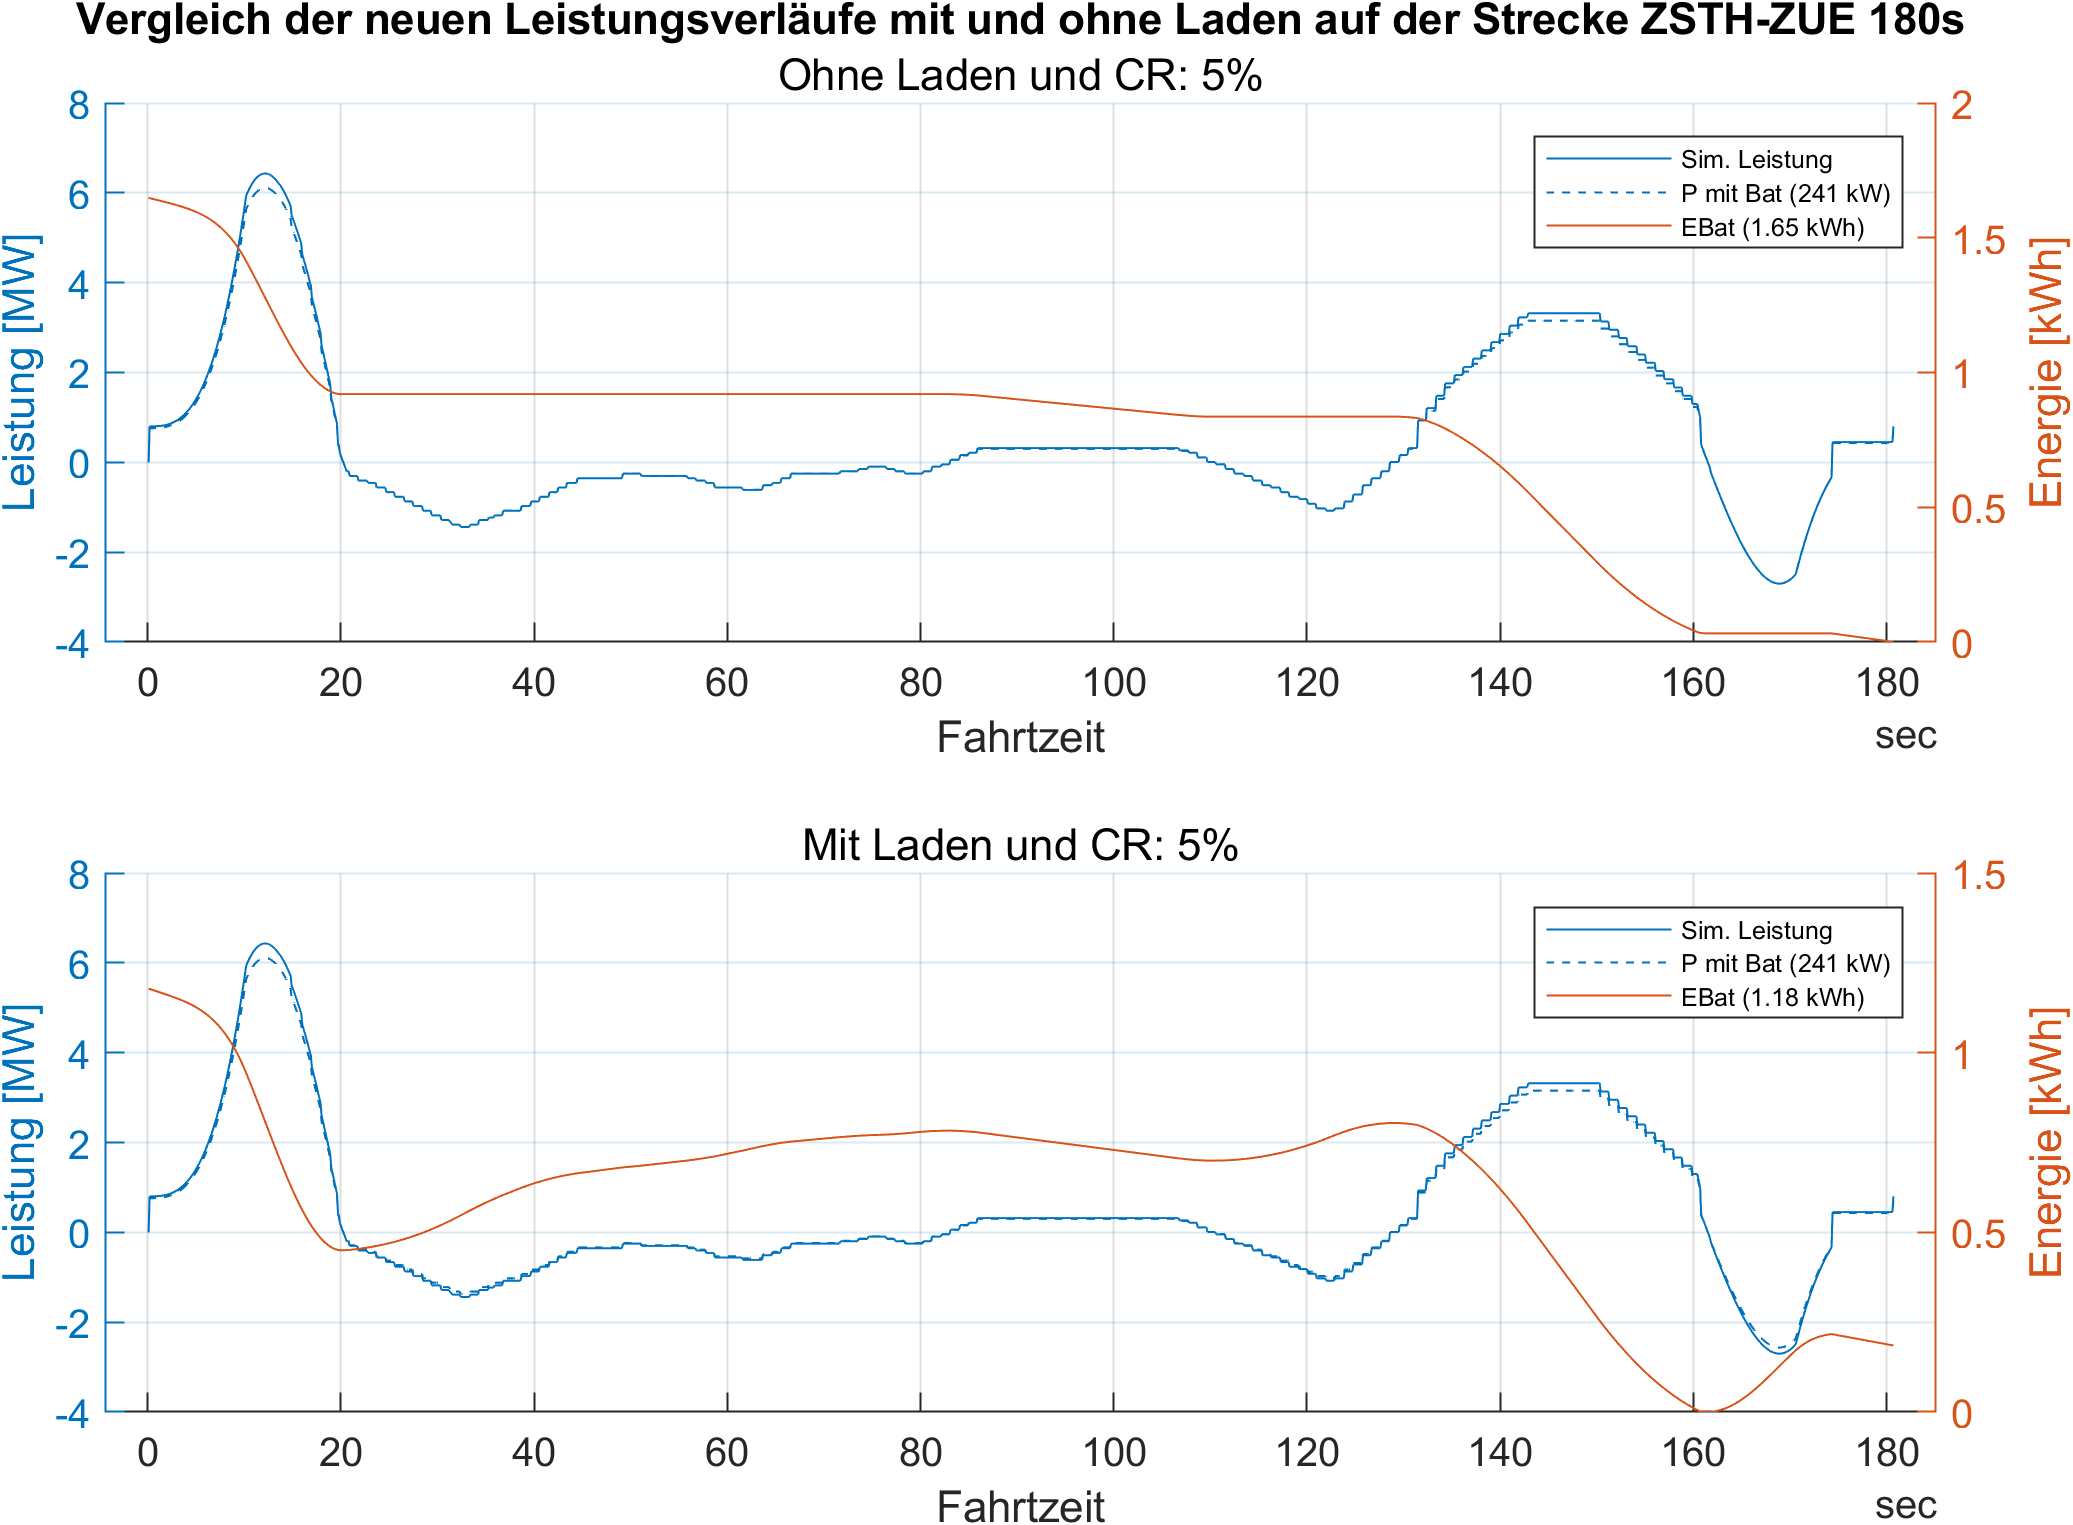 Vergleich der neuen Leistungsverläufe mit und ohne Laden auf der Strecke ZSTH-ZUE 180s
Ohne Laden und CR: 5%
8
6
4
2
0
-2
-4
Leistung [MW]
2
1.5
1
0.5
0
Energie [kWh]
Sim. Leistung
P mit Bat (241 kW)
EBat (1.65 kWh)
0 20 40 60 80 100 120 140 160 180
Fahrtzeit
sec
Mit Laden und CR: 5%
8
6
4
2
0
-2
-4
Leistung [MW]
1.5
1
0.5
0
Energie [kWh]
Sim. Leistung
P mit Bat (241 kW)
EBat (1.18 kWh)
0 20 40 60 80 100 120 140 160 180
Fahrtzeit
sec